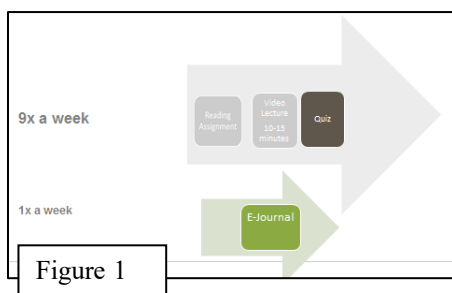 9x a week
Reading
Assignment
Video
Lecture
10-15
minutes
Quiz
1x a week
E-Journal
Figure 1